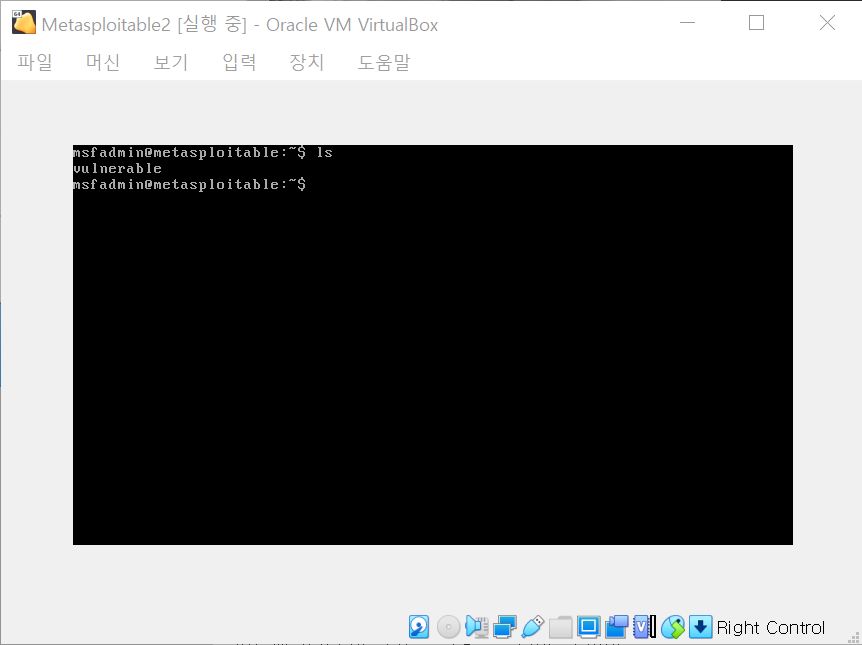 Metasploitable2 [실행 중] - Oracle VM VirtualBox
파일 머신 보기 입력 장치 도움말
msfadmin@metasploitable:~$ ls
vulnerable
msfadmin@metasploitable:~$
Right Control